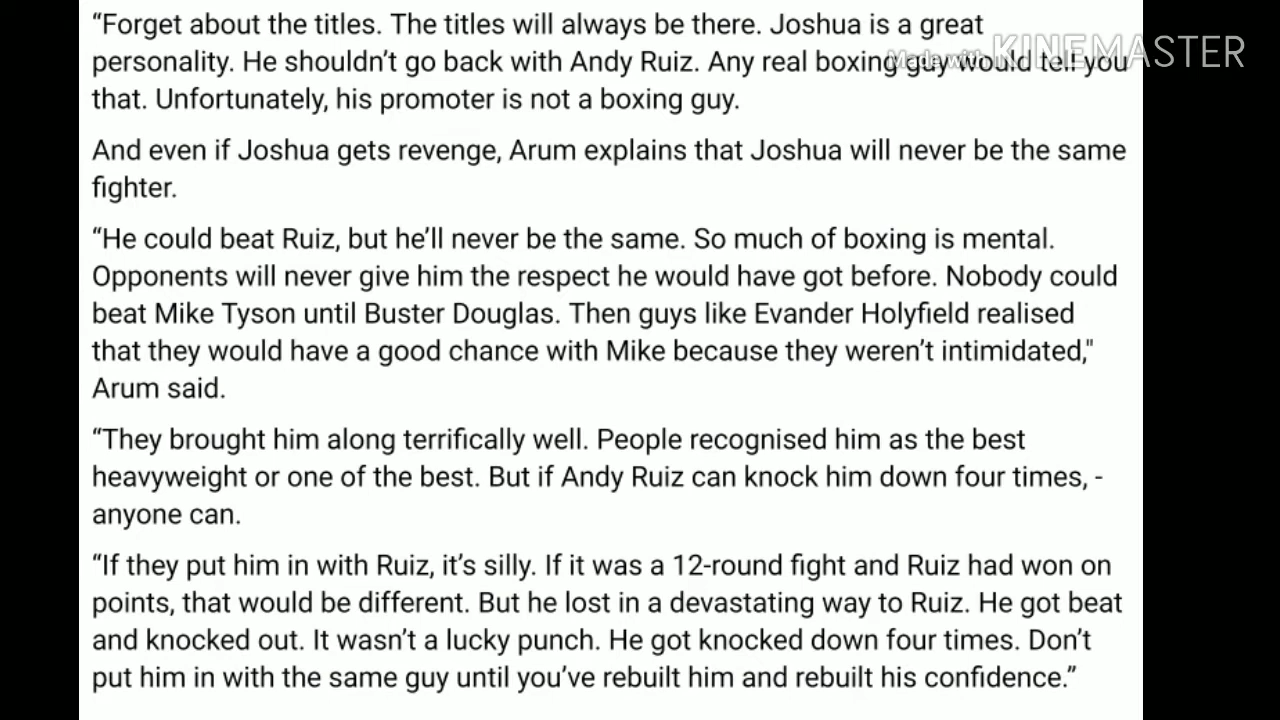 “Forget about the titles. The titles will always be there. Joshua is a great
personality. He shouldn’t go back with Andy Ruiz. Any real boxing guy would tell you
that. Unfortunately, his promoter is not a boxing guy.
Made with KINEMASTER
And even if Joshua gets revenge, Arum explains that Joshua will never be the same
fighter.
“He could beat Ruiz, but he’ll never be the same. So much of boxing is mental.
Opponents will never give him the respect he would have got before. Nobody could
beat Mike Tyson until Buster Douglas. Then guys like Evander Holyfield realised
that they would have a good chance with Mike because they weren’t intimidated,"
Arum said.
“They brought him along terrifically well. People recognised him as the best
heavyweight or one of the best. But if Andy Ruiz can knock him down four times, -
anyone can.
“If they put him in with Ruiz, it’s silly. If it was a 12-round fight and Ruiz had won on
points, that would be different. But he lost in a devastating way to Ruiz. He got beat
and knocked out. It wasn’t a lucky punch. He got knocked down four times. Don’t
put him in with the same guy until you’ve rebuilt him and rebuilt his confidence.”